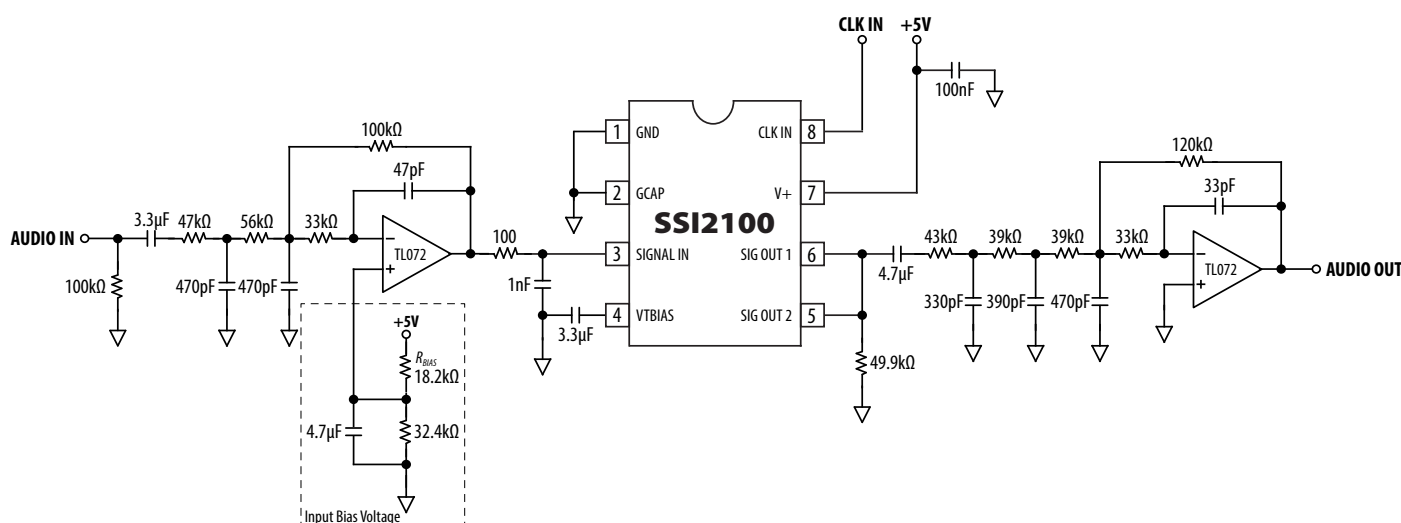 CLK IN
+5V
100nF
100kΩ
47pF
3.3µF
47kΩ
56kΩ
33kΩ
AUDIO IN
100kΩ
470pF
470pF
TL072
−
+
100
1nF
3.3µF
+5V
RBIAS
18.2kΩ
4.7µF
32.4kΩ
Input Bias Voltage
1 GND
CLK IN 8
2 GCAP
V+ 7
SSI2100
3 SIGNAL IN
SIG OUT 1 6
4 VTBIAS
SIG OUT 2 5
49.9kΩ
4.7µF
43kΩ
39kΩ
39kΩ
33kΩ
330pF
390pF
470pF
120kΩ
33pF
−
+
TL072
AUDIO OUT